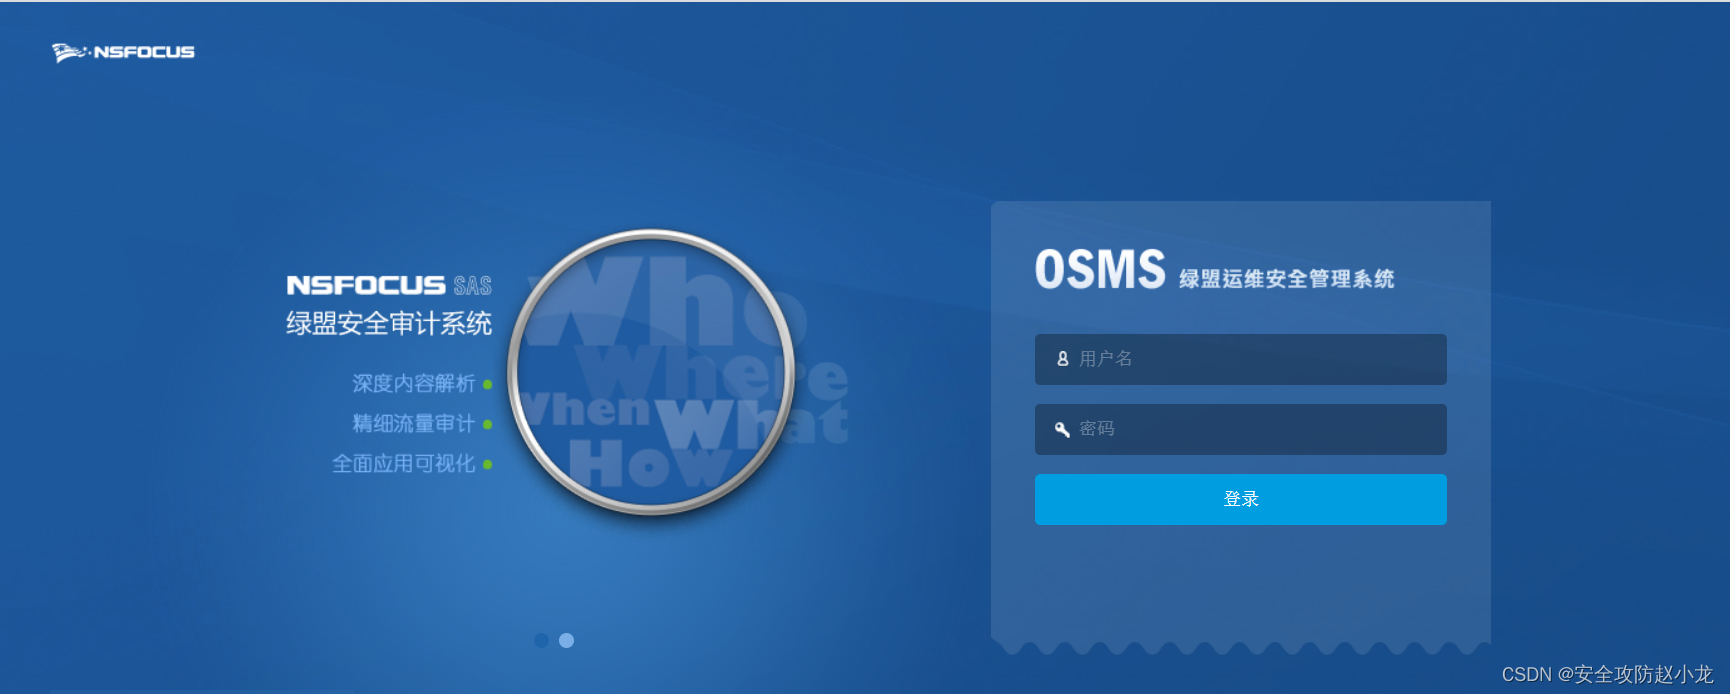 NSFOCUS
NSFOCUS SAS
绿盟安全审计系统
深度内容解析
精细流量审计
全面应用可视化
Who
Where
When What
How
OSMS 绿盟运维安全管理系统
用户名
密码
登录
CSDN @安全攻防赵小龙